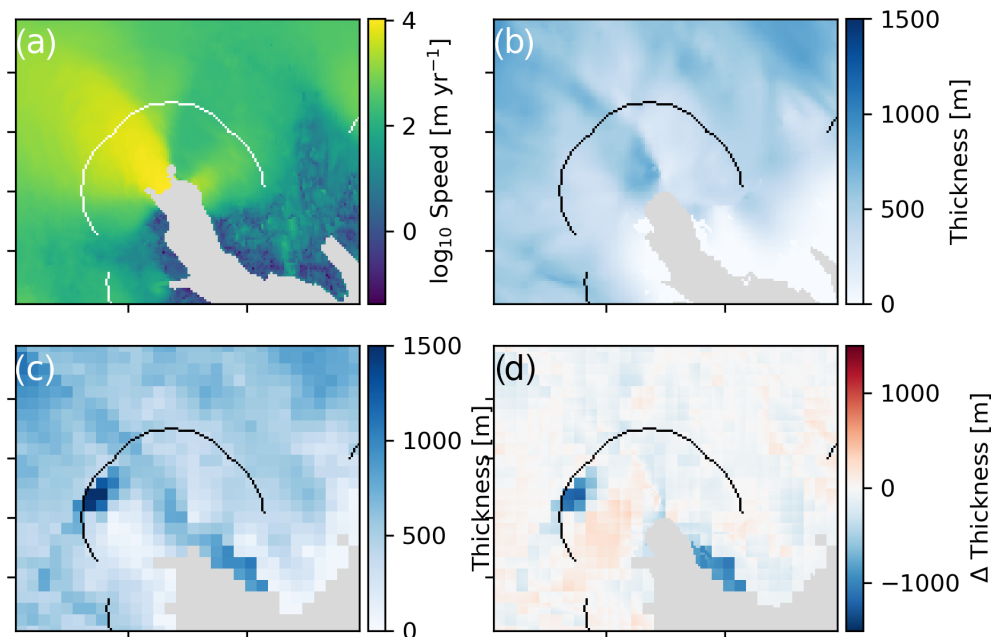 (a)
4
2
0
log₁₀ Speed [m yr⁻¹]
(b)
1500
1000
500
0
Thickness [m]
(c)
1500
1000
500
0
Thickness [m]
(d)
1000
0
−1000
Δ Thickness [m]